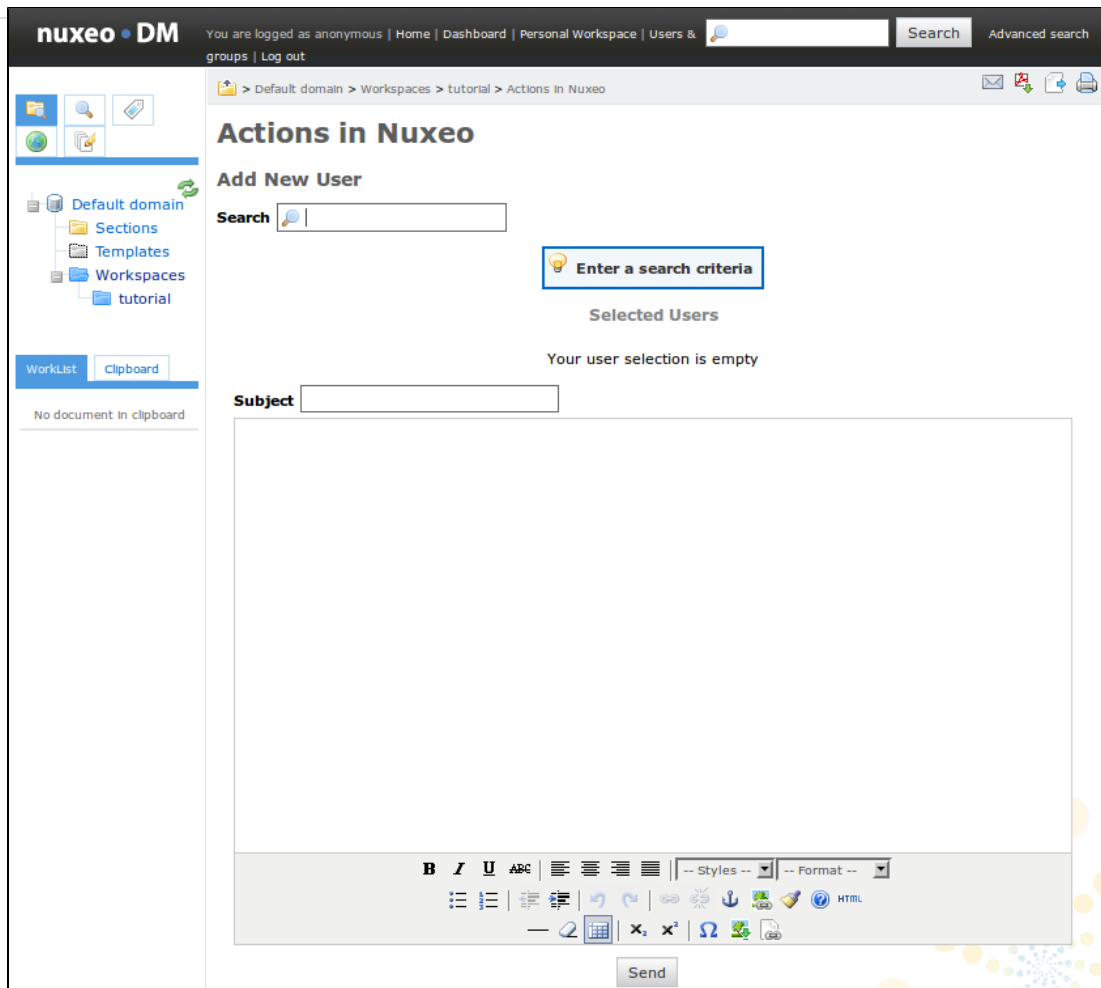 nuxeo • DM
You are logged as anonymous | Home | Dashboard | Personal Workspace | Users &
groups | Log out
Search
Advanced search
> Default domain > Workspaces > tutorial > Actions In Nuxeo
Actions in Nuxeo
Add New User
Search
Enter a search criteria
Selected Users
Your user selection is empty
Subject
Default domain
Sections
Templates
Workspaces
tutorial
WorkList
Clipboard
No document In clipboard
B I U ABC -- Styles -- -- Format --
HTML
x₂ x² Ω
Send